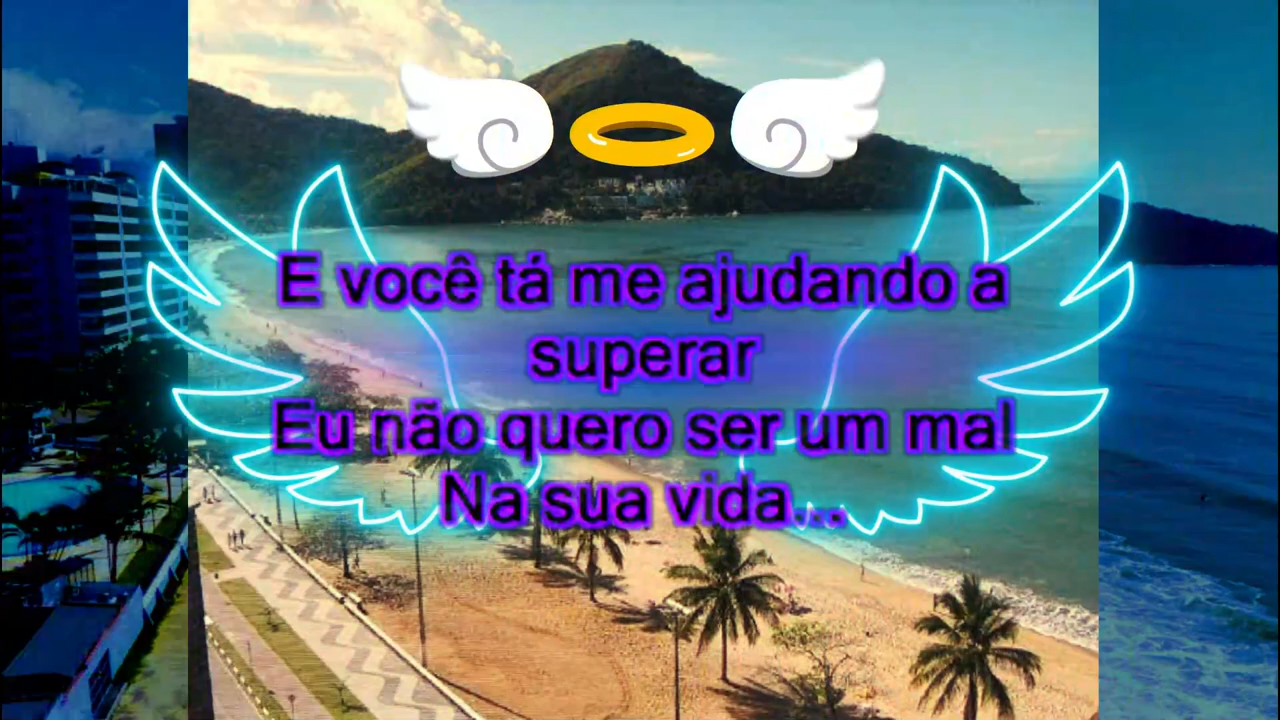 E você tá me ajudando a
superar
Eu não quero ser um mal
Na sua vida...